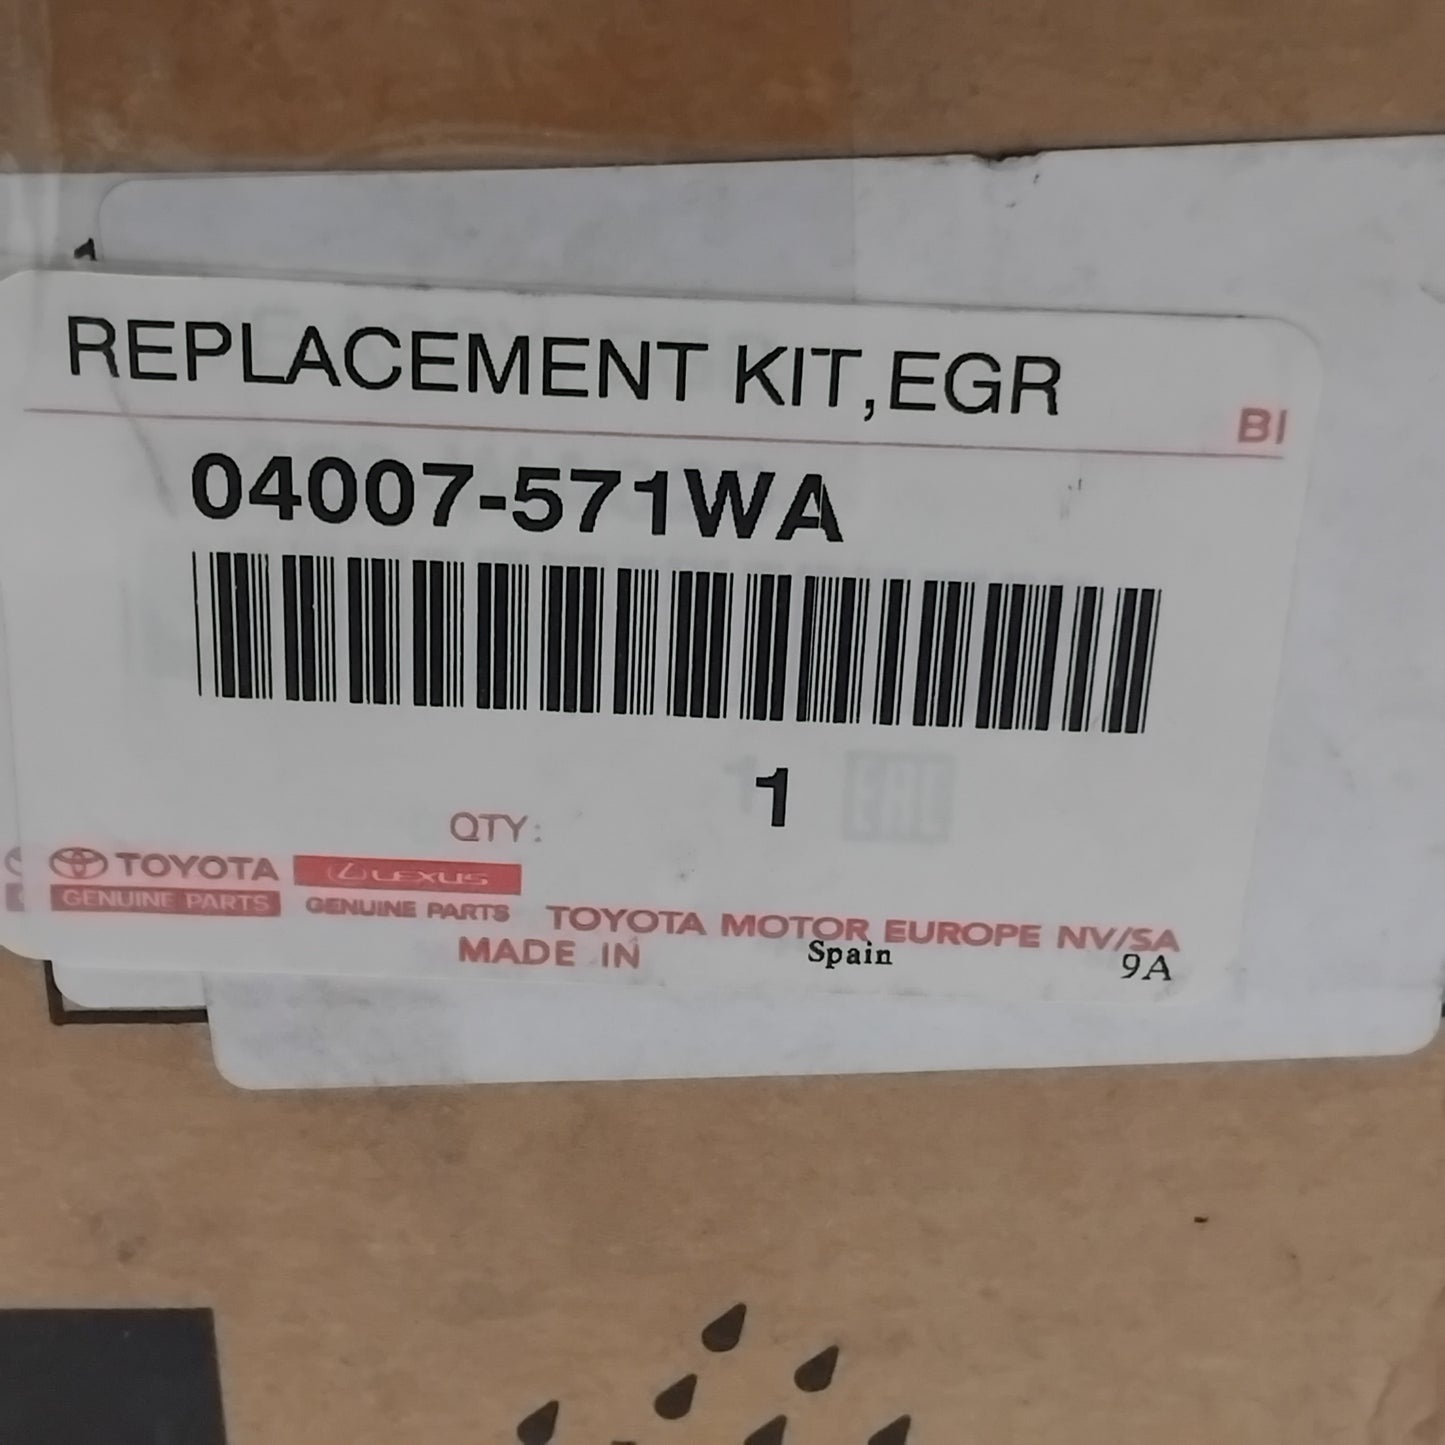 REPLACEMENT KIT,EGR
BI
04007-571WA
1
EAC
QTY:
TOYOTA LEXUS
GENUINE PARTS GENUINE PARTS TOYOTA MOTOR EUROPE NV/SA
MADE IN Spain 9A